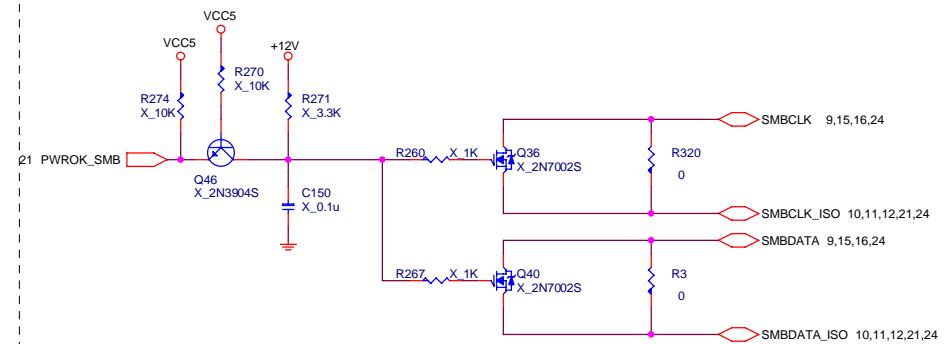 VCC5
VCC5
+12V
R274
X_10K
R270
X_10K
R271
X_3.3K
21 PWROK_SMB
Q46
X_2N3904S
C150
X_0.1u
R260
X_1K
Q36
X_2N7002S
R320
0
SMBCLK 9,15,16,24
SMBCLK_ISO 10,11,12,21,24
R267
X_1K
Q40
X_2N7002S
R3
0
SMBDATA 9,15,16,24
SMBDATA_ISO 10,11,12,21,24